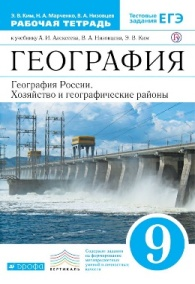 Э. В. Ким, Н. А. Марченко, В. А. Низовцев
РАБОЧАЯ ТЕТРАДЬ
к учебнику А. И. Алексеева, В. А. Низовцева, Э. В. Ким
Тестовые задания ЕГЭ
ГЕОГРАФИЯ
География России.
Хозяйство и географические районы
9
дрофа
ВЕРТИКАЛЬ